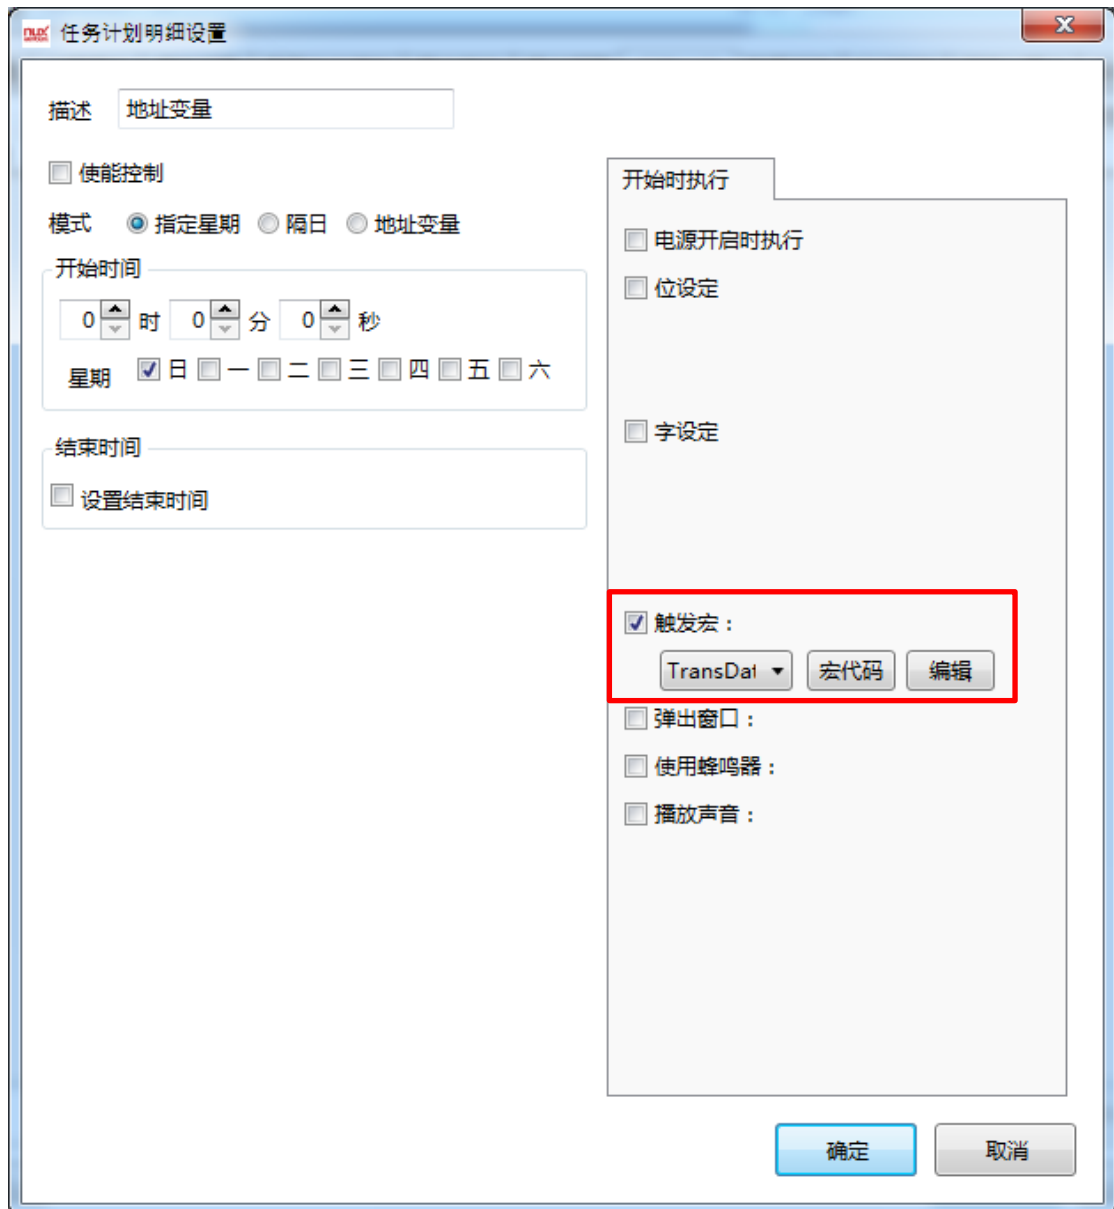 任务计划明细设置
描述 地址变量
使能控制
模式 指定星期 隔日 地址变量
开始时间
0 时 0 分 0 秒
星期 日 一 二 三 四 五 六
结束时间
设置结束时间
开始时执行
电源开启时执行
位设定
字设定
触发宏：
TransDat 宏代码 编辑
弹出窗口：
使用蜂鸣器：
播放声音：
确定 取消